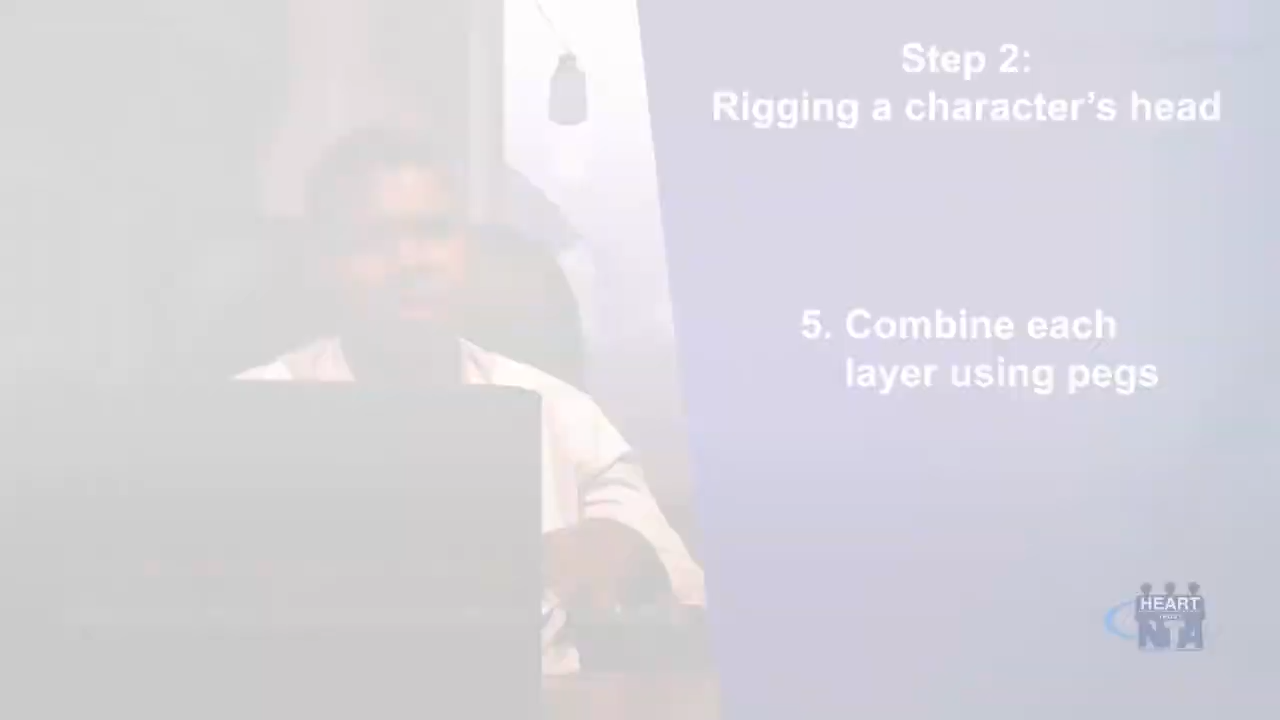 Step 2:
Rigging a character’s head
5. Combine each
layer using pegs
HEART
NTA